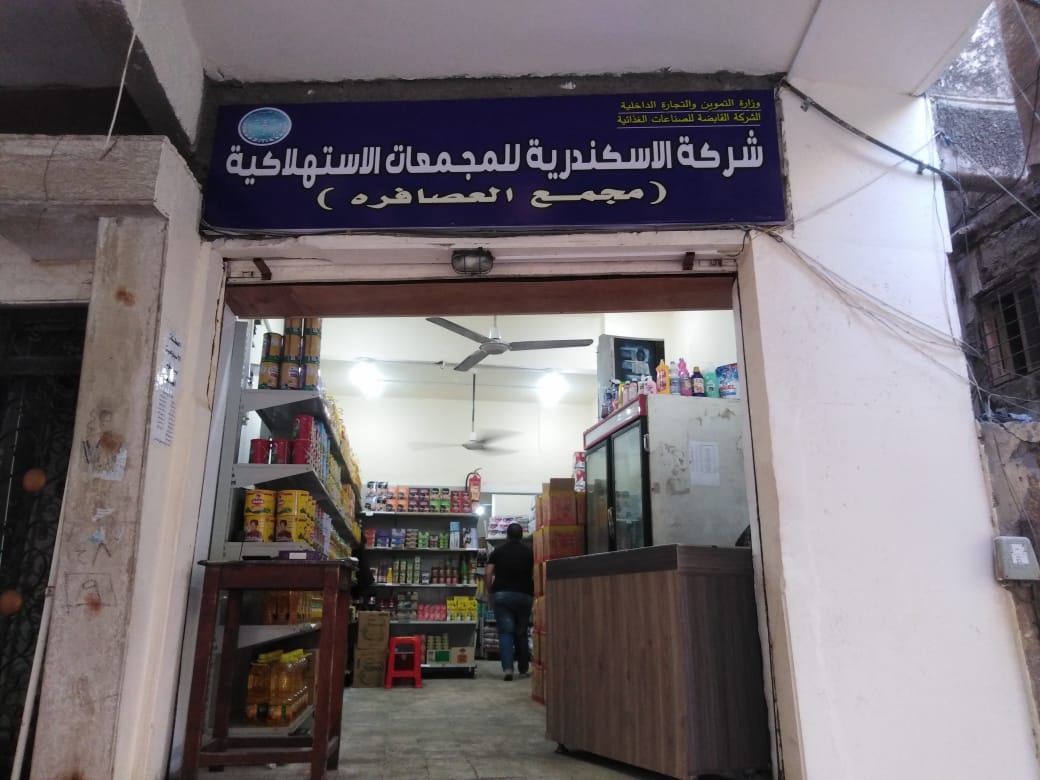 وزارة التموين والتجارة الداخلية
الشركة القابضة للصناعات الغذائية
شركة الاسكندرية للمجمعات الاستهلاكية
(مجمع العصافره)